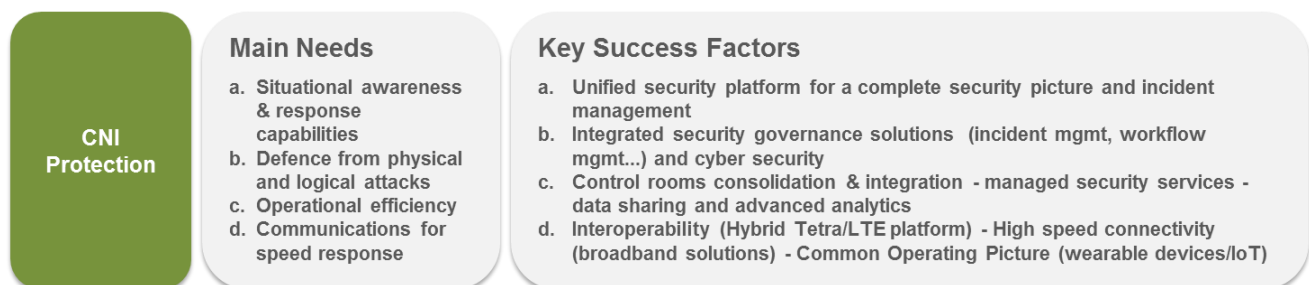 CNI
Protection
Main Needs
a. Situational awareness
& response
capabilities
b. Defence from physical
and logical attacks
c. Operational efficiency
d. Communications for
speed response
Key Success Factors
a. Unified security platform for a complete security picture and incident
management
b. Integrated security governance solutions (incident mgmt, workflow
mgmt...) and cyber security
c. Control rooms consolidation & integration - managed security services -
data sharing and advanced analytics
d. Interoperability (Hybrid Tetra/LTE platform) - High speed connectivity
(broadband solutions) - Common Operating Picture (wearable devices/IoT)